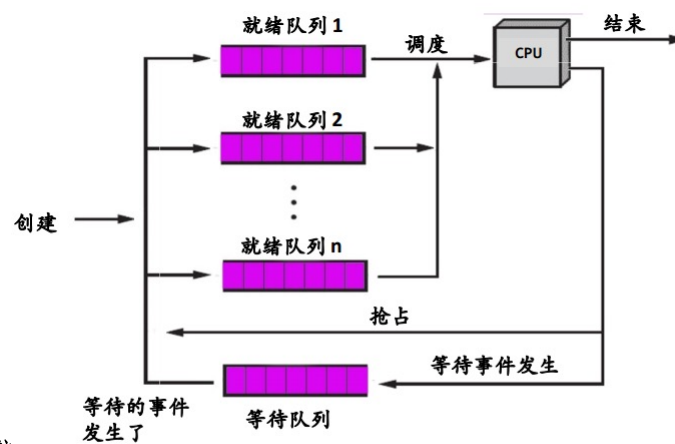 就绪队列 1
调度
CPU
结束
就绪队列 2
创建
就绪队列 n
抢占
等待事件发生
等待的事件
发生了
等待队列